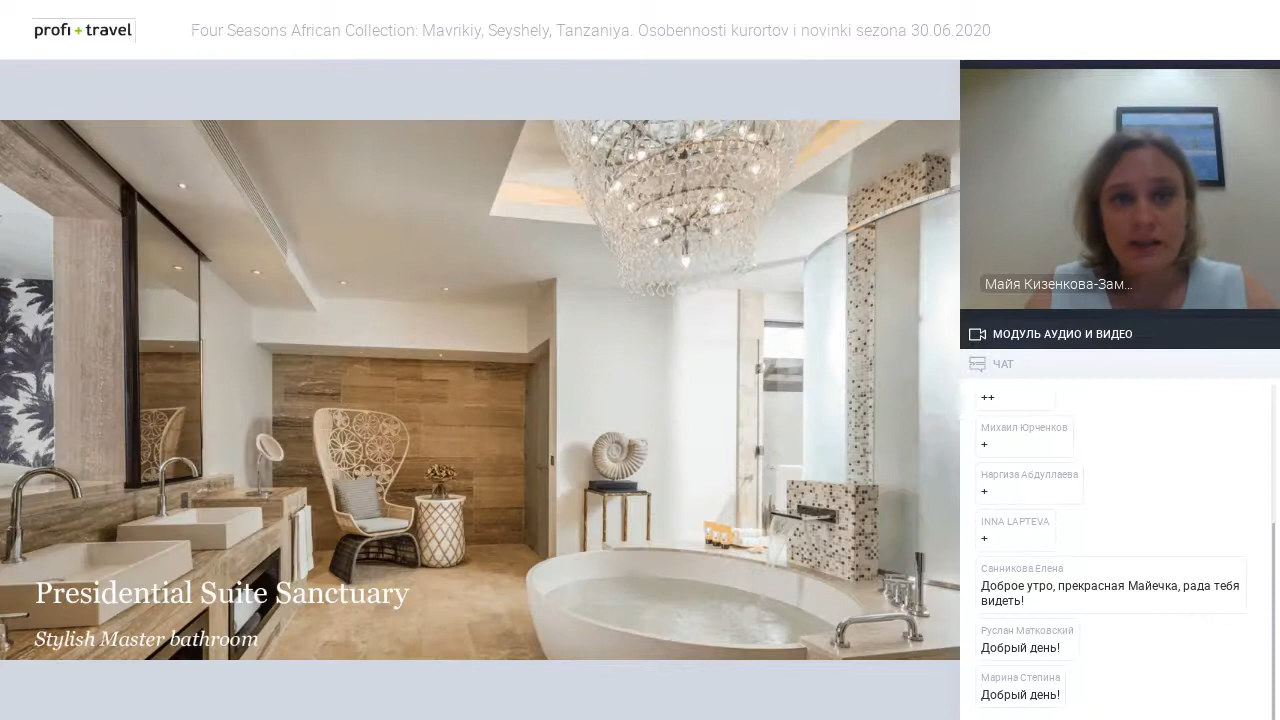 profi + travel
Four Seasons African Collection: Mavrikiy, Seyshely, Tanzaniya. Osobennosti kurortov i novinki sezona 30.06.2020
Presidential Suite Sanctuary
Stylish Master bathroom
Майя Кизенкова-Зам...
МОДУЛЬ АУДИО И ВИДЕО
ЧАТ
++
Михаил Юрченков
+
Наргиза Абдуллаева
+
INNA LAPTEVA
+
Санникова Елена
Доброе утро, прекрасная Майечка, рада тебя
видеть!
Руслан Матковский
Добрый день!
Марина Степина
Добрый день!